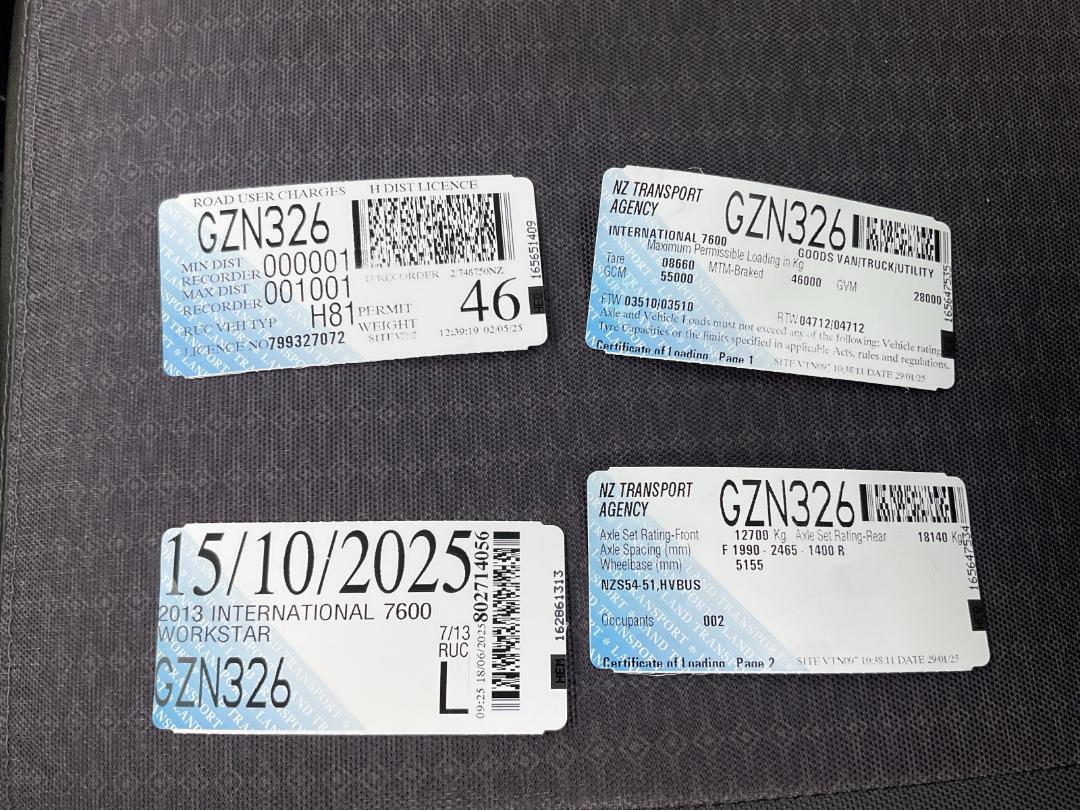 ROAD USER CHARGES H DIST LICENCE
GZN326
MIN DIST
RECORDER 000001
MAX DIST
RECORDER 001001
D RECORDER 2748750NZ
RUC VEH TYP H81
PERMIT
WEIGHT 46
LICENCE NO 799327072
12:39:19 02/05/25
165651409
NZ TRANSPORT
AGENCY
GZN326
INTERNATIONAL 7600 GOODS VAN/TRUCK/UTILITY
Maximum Permissible Loading in Kg
Tare 08660 MTM-Braked 46000 GVM 28000
GCM 55000
FTW 03510/03510 RTW 04712/04712
Axle and Vehicle Loads must not exceed any of the following: Vehicle rating,
Tyre Capacities or the limits specified in applicable Acts, rules and regulations.
Certificate of Loading Page 1 SITE VTN097 10:38:11 DATE 29/01/25
15/10/2025
2013 INTERNATIONAL 7600
WORKSTAR
7/13
RUC
GZN326
L
09:25 18/06/2025
802714056
162861313
HEM
NZ TRANSPORT
AGENCY
GZN326
Axle Set Rating-Front 12700 Kg Axle Set Rating-Rear 18140 Kg
Axle Spacing (mm) F 1990 - 2465 - 1400 R
Wheelbase (mm) 5155
NZS54-51,HVBUS
Occupants 002
Certificate of Loading Page 2 SITE VTN097 10:38:11 DATE 29/01/25